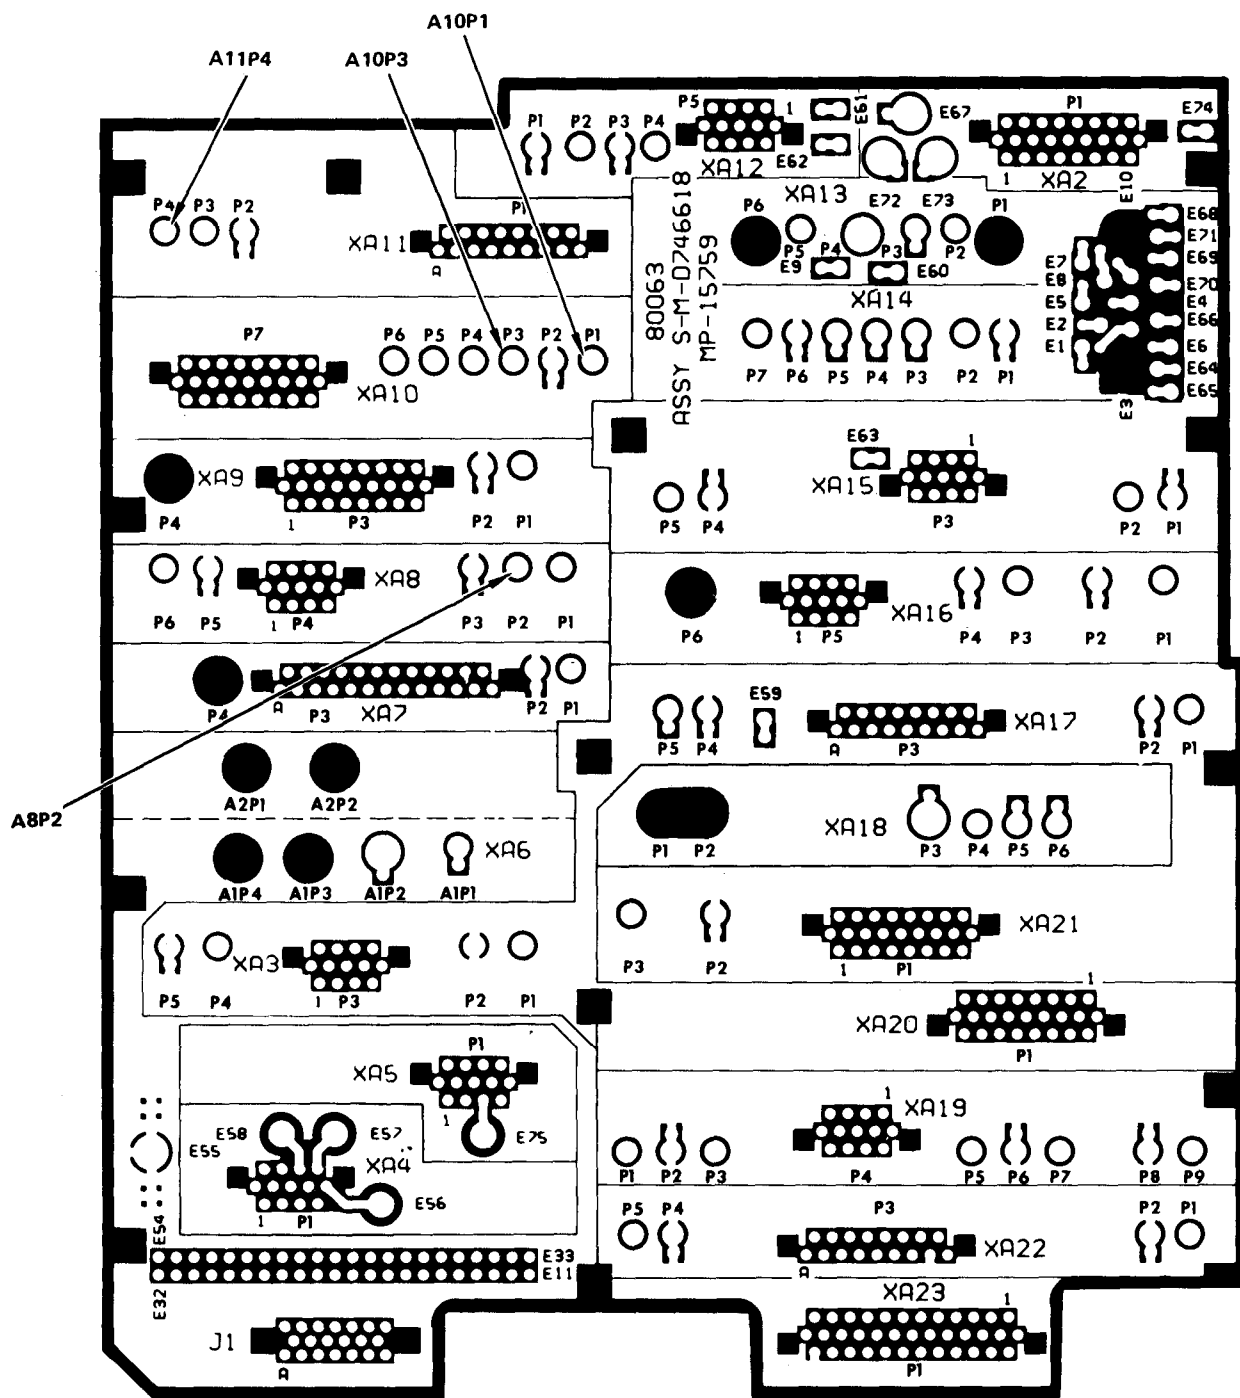 A10P1
A11P4
A10P3
P1
P2
P3
P4
P5
1
E61
E62
E67
P1
E74
XA12
XA13
1
XA2
E10
P4
P3
P2
XA11
P1
A
80063
ASSY S-M-D746618
MP-15759
P6
P5
P4
E9
E72
E73
P3
E60
P2
P1
E7
E8
E5
E2
E1
E3
E68
E71
E69
E70
E4
E66
E6
E64
E65
XA14
P7
P6
P5
P4
P3
P2
P1
P7
P6
P5
P4
P3
P2
P1
XA10
E63
1
XA15
P5
P4
P3
P2
P1
XA9
P4
1
P3
P2
P1
XA8
P6
P5
1
P4
P3
P2
P1
XA16
P6
1
P5
P4
P3
P2
P1
P4
A
P3
XA7
P2
P1
E59
XA17
P5
P4
A
P3
P2
P1
A2P1
A2P2
A8P2
XA18
P1
P2
P3
P4
P5
P6
XA6
A1P4
A1P3
A1P2
A1P1
XA21
P3
P2
1
P1
XA3
P5
P4
1
P3
P2
P1
XA20
1
P1
XA5
P1
1
E75
E58
E57
E55
XA4
E56
1
P1
XA19
1
P1
P2
P3
P4
P5
P6
P7
P8
P9
P5
P4
P3
P2
P1
XA22
A
E54
E33
E11
E32
XA23
1
P1
J1
A